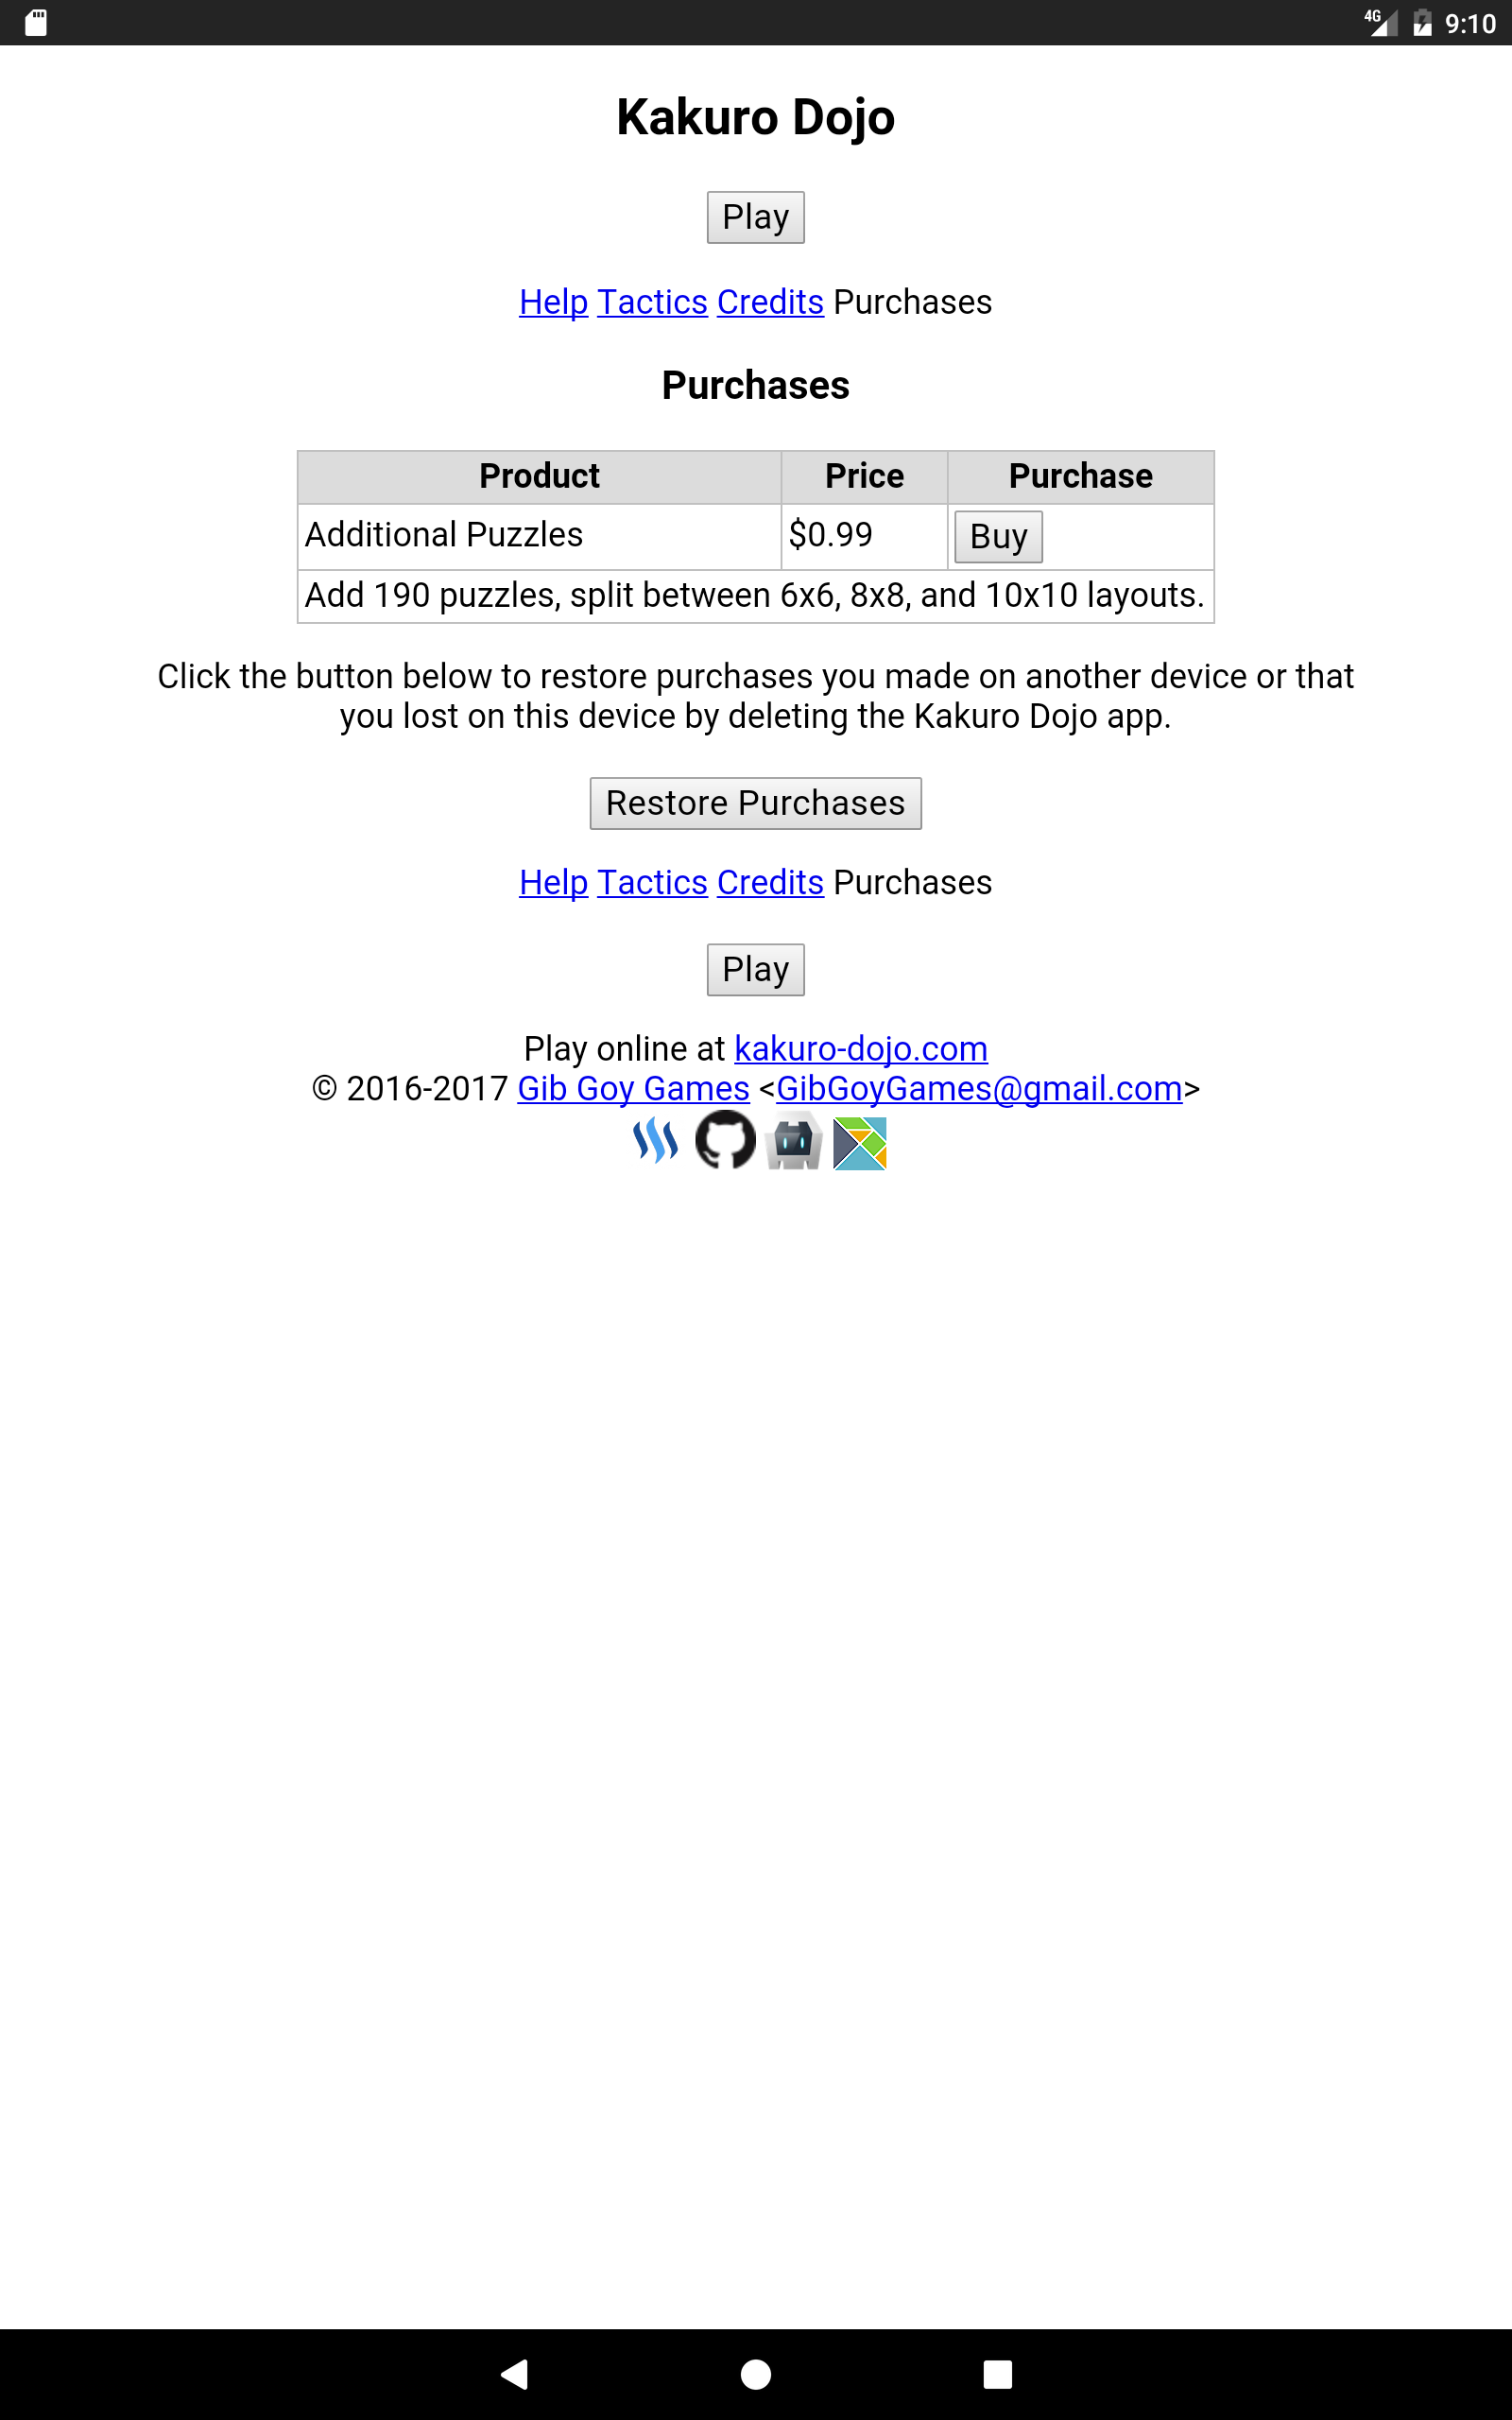 4G 9:10
Kakuro Dojo
Play
Help Tactics Credits Purchases
Purchases
Product Price Purchase
Additional Puzzles $0.99 Buy
Add 190 puzzles, split between 6x6, 8x8, and 10x10 layouts.
Click the button below to restore purchases you made on another device or that
you lost on this device by deleting the Kakuro Dojo app.
Restore Purchases
Help Tactics Credits Purchases
Play
Play online at kakuro-dojo.com
© 2016-2017 Gib Goy Games <GibGoyGames@gmail.com>